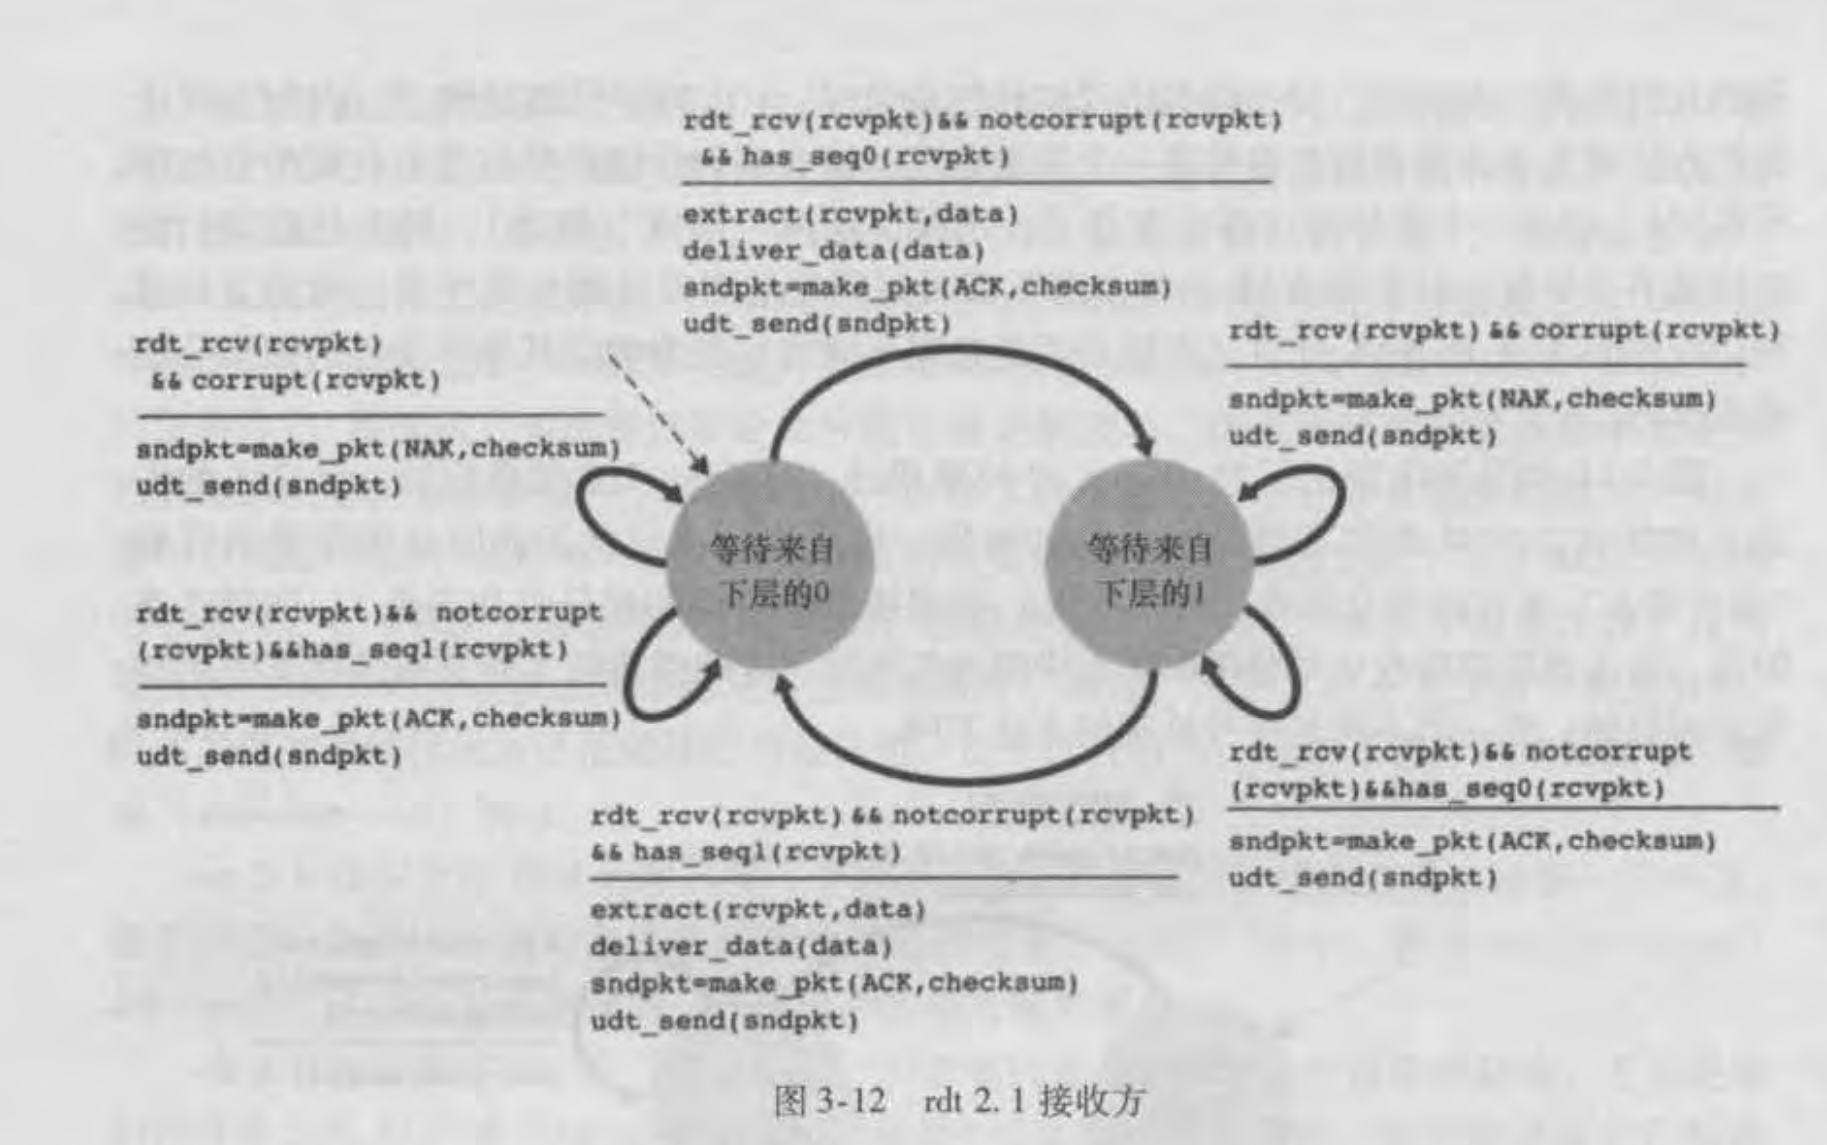 rdt_rcv(rcvpkt)&& notcorrupt(rcvpkt)
&& has_seq0(rcvpkt)
extract(rcvpkt,data)
deliver_data(data)
sndpkt=make_pkt(ACK,checksum)
udt_send(sndpkt)
rdt_rcv(rcvpkt)
&& corrupt(rcvpkt)
sndpkt=make_pkt(NAK,checksum)
udt_send(sndpkt)
rdt_rcv(rcvpkt) && corrupt(rcvpkt)
sndpkt=make_pkt(NAK,checksum)
udt_send(sndpkt)
等待来自
下层的0
等待来自
下层的1
rdt_rcv(rcvpkt)&& notcorrupt
(rcvpkt)&&has_seq1(rcvpkt)
sndpkt=make_pkt(ACK,checksum)
udt_send(sndpkt)
rdt_rcv(rcvpkt)&& notcorrupt
(rcvpkt)&&has_seq0(rcvpkt)
sndpkt=make_pkt(ACK,checksum)
udt_send(sndpkt)
rdt_rcv(rcvpkt) && notcorrupt(rcvpkt)
&& has_seq1(rcvpkt)
extract(rcvpkt,data)
deliver_data(data)
sndpkt=make_pkt(ACK,checksum)
udt_send(sndpkt)
图 3-12 rdt 2.1 接收方